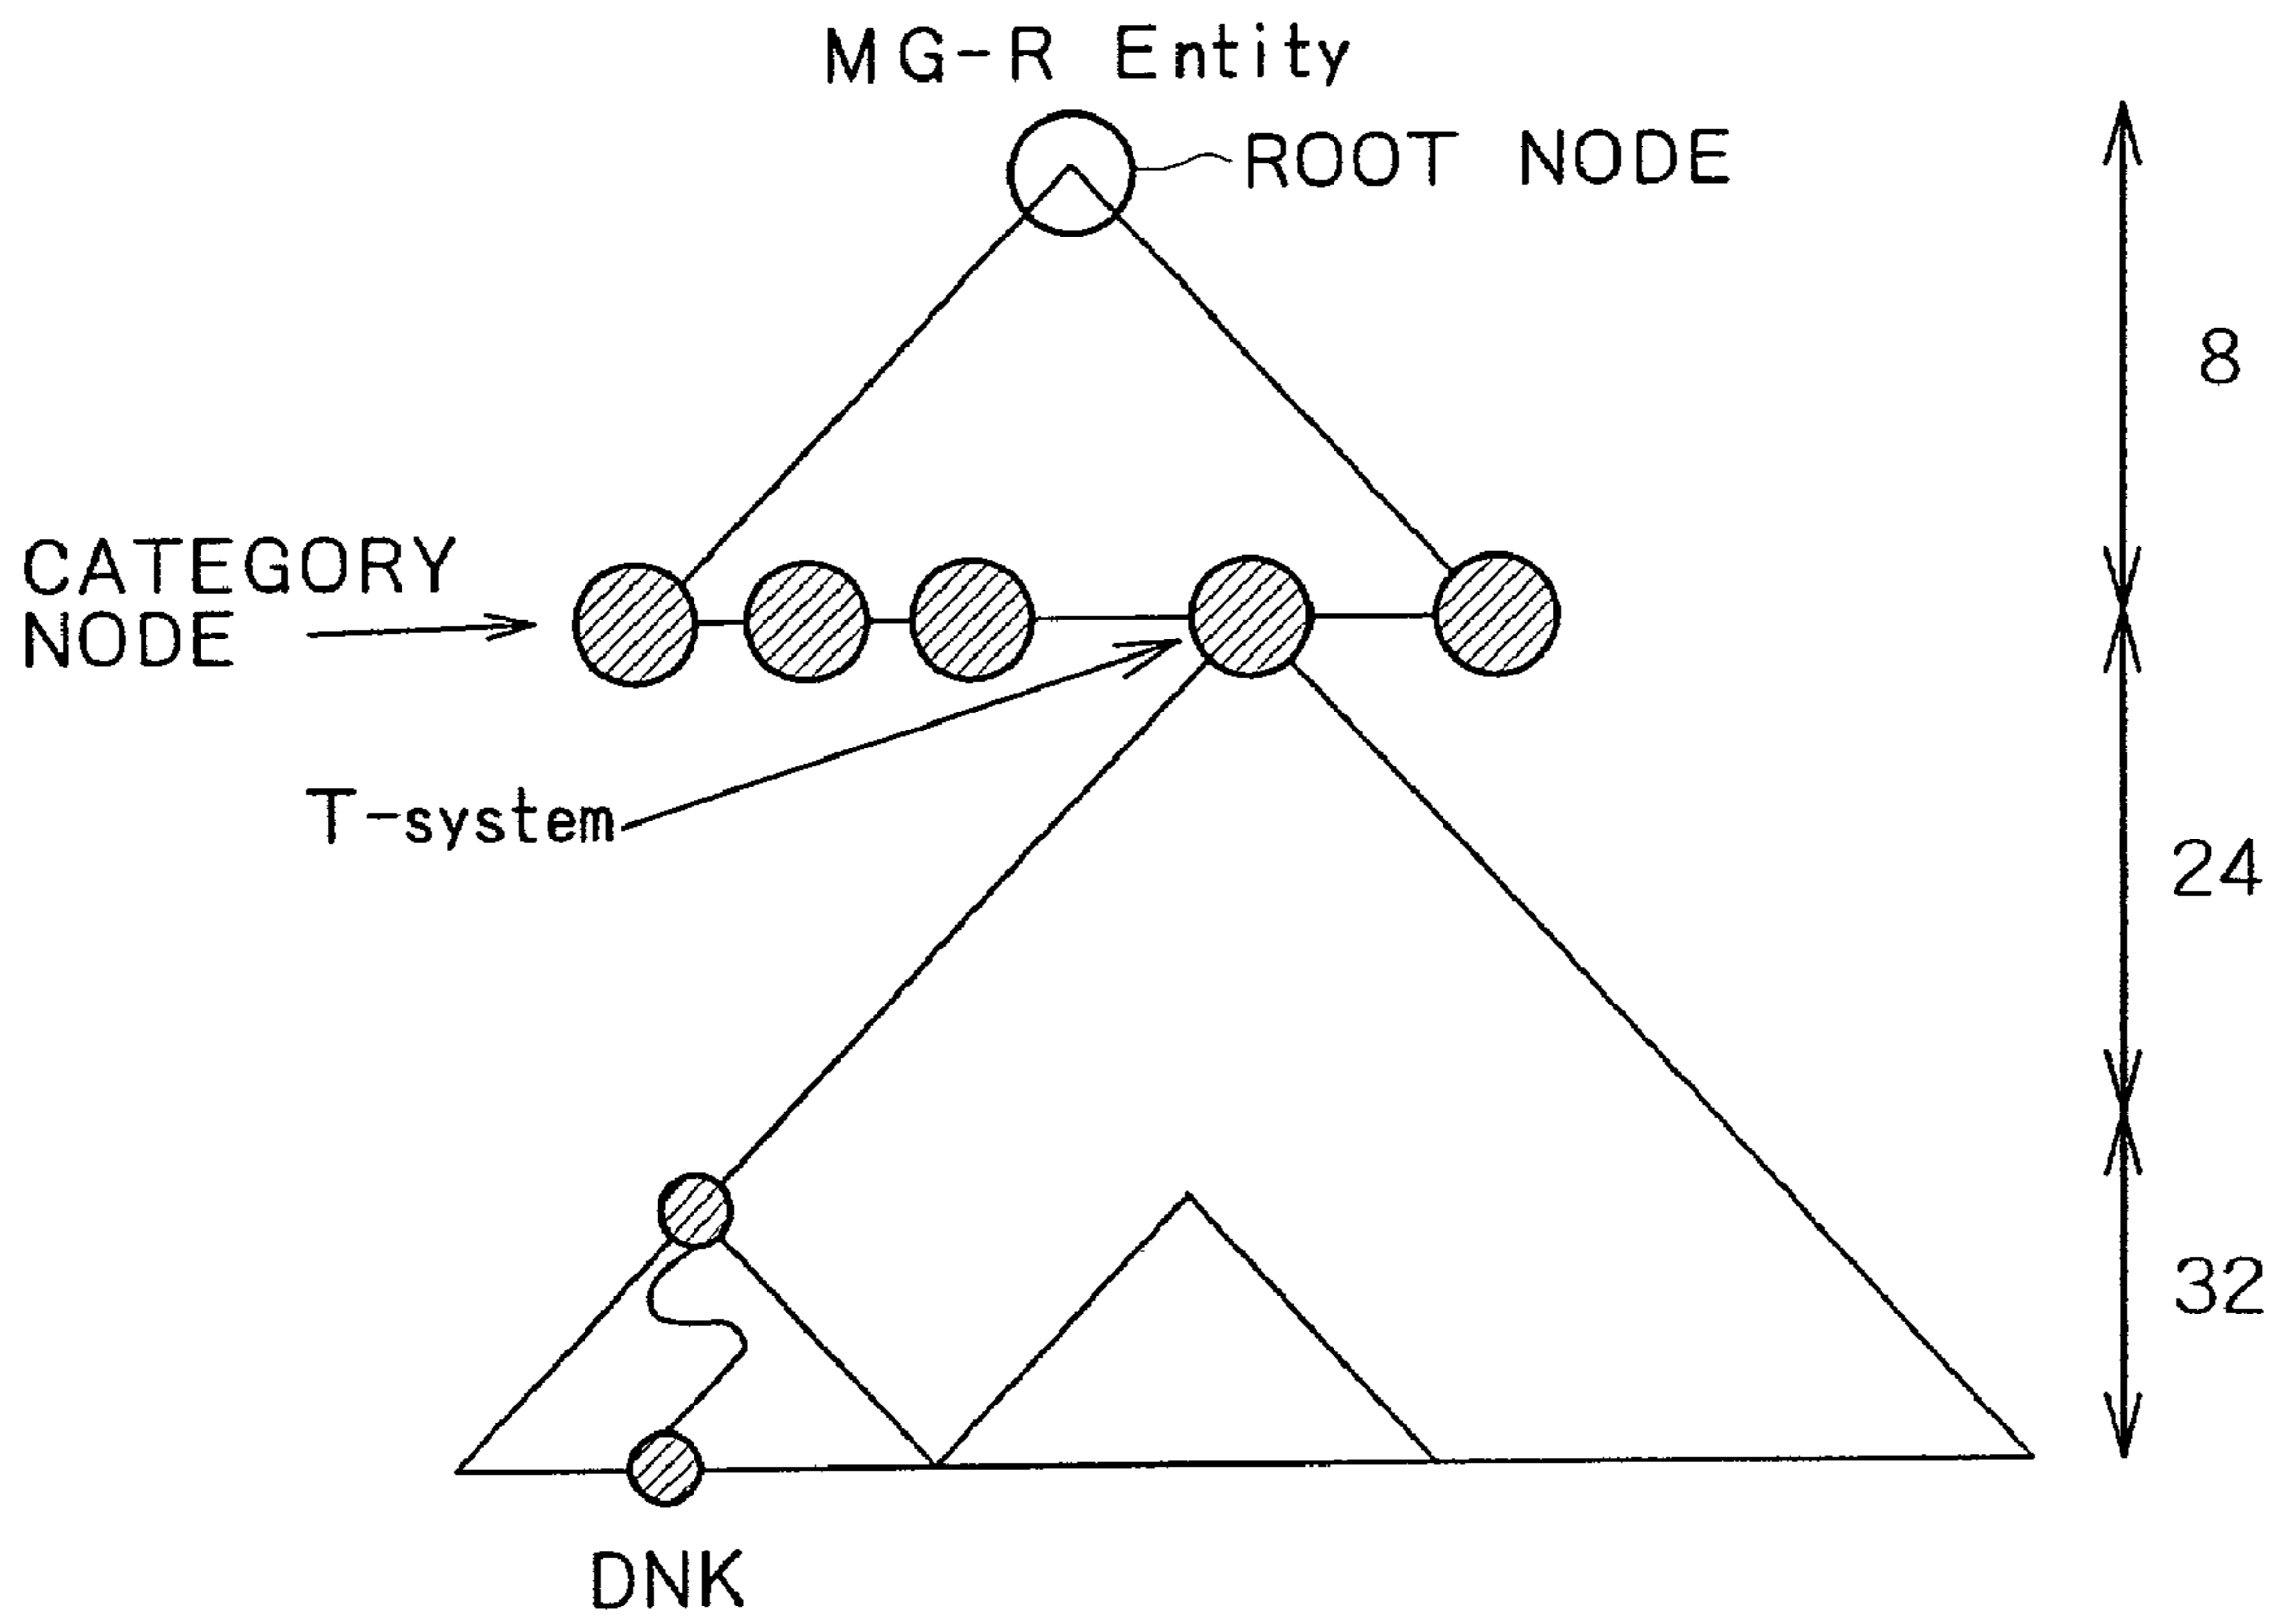 MG-R Entity
ROOT NODE
8
CATEGORY
NODE
T-system
24
32
DNK